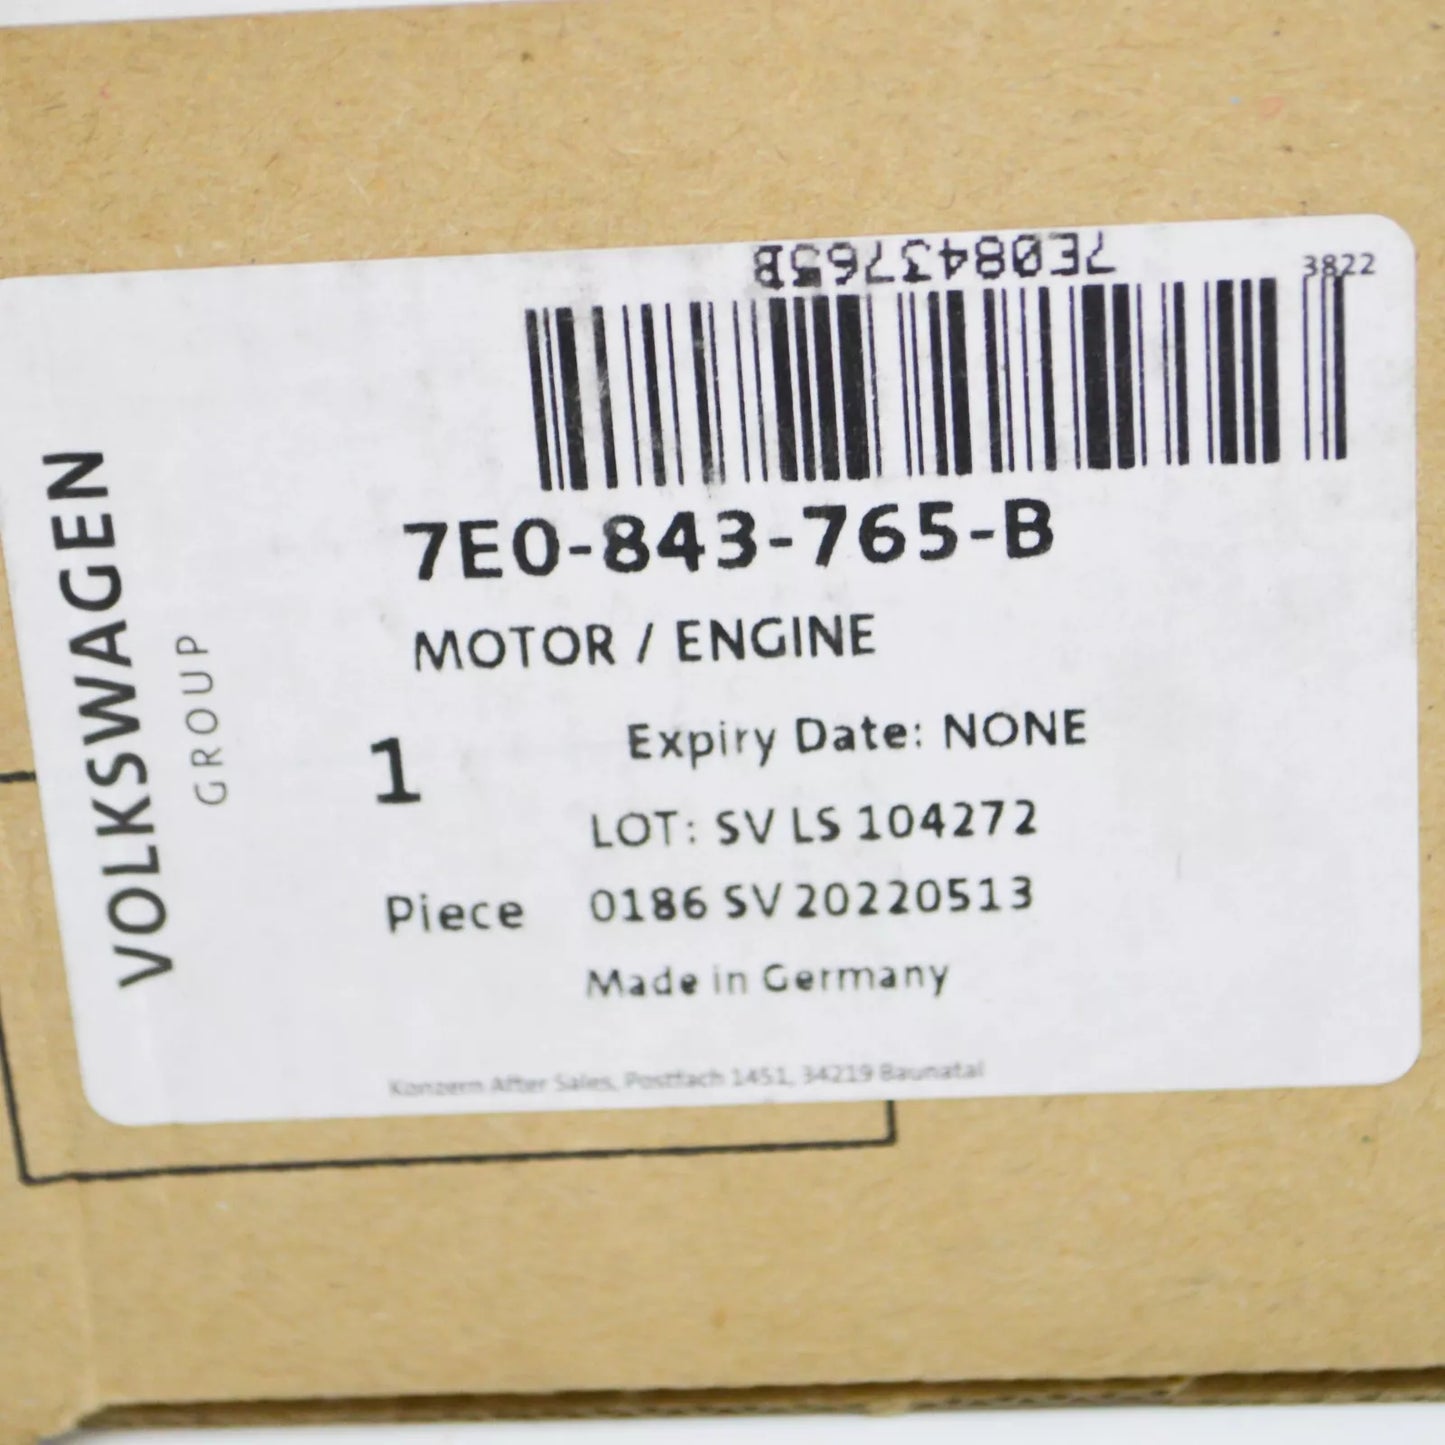 7E0843765B
3822
7E0-843-765-B
MOTOR / ENGINE
1
Expiry Date: NONE
LOT: SV LS 104272
Piece
0186 SV 20220513
Made in Germany
Konzern After Sales, Postfach 1451, 34219 Baunatal
VOLKSWAGEN
GROUP